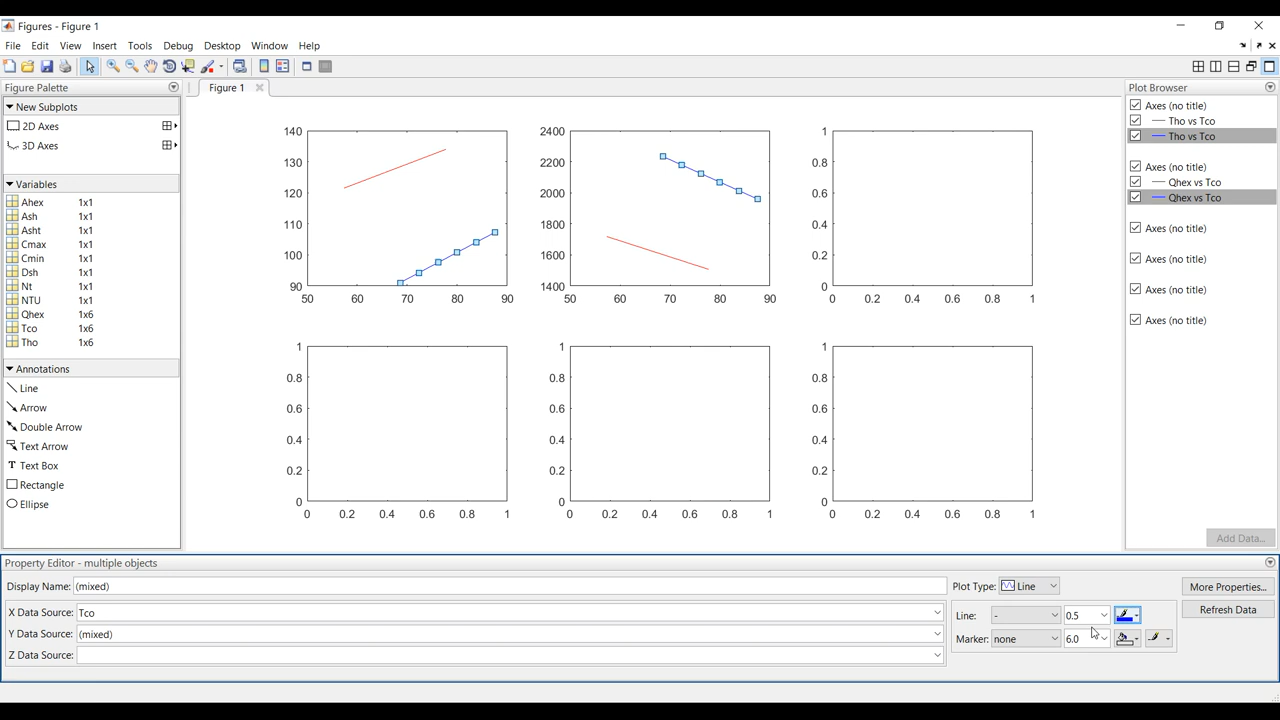 Figures - Figure 1
File Edit View Insert Tools Debug Desktop Window Help
Figure Palette
New Subplots
2D Axes
3D Axes
Variables
Ahex 1x1
Ash 1x1
Asht 1x1
Cmax 1x1
Cmin 1x1
Dsh 1x1
Nt 1x1
NTU 1x1
Qhex 1x6
Tco 1x6
Tho 1x6
Annotations
Line
Arrow
Double Arrow
Text Arrow
Text Box
Rectangle
Ellipse
Figure 1
140
130
120
110
100
90
50 60 70 80 90
2400
2200
2000
1800
1600
1400
50 60 70 80 90
1
0.8
0.6
0.4
0.2
0
0 0.2 0.4 0.6 0.8 1
1
0.8
0.6
0.4
0.2
0
0 0.2 0.4 0.6 0.8 1
1
0.8
0.6
0.4
0.2
0
0 0.2 0.4 0.6 0.8 1
1
0.8
0.6
0.4
0.2
0
0 0.2 0.4 0.6 0.8 1
Plot Browser
Axes (no title)
Tho vs Tco
Tho vs Tco
Axes (no title)
Qhex vs Tco
Qhex vs Tco
Axes (no title)
Axes (no title)
Axes (no title)
Axes (no title)
Add Data...
Property Editor - multiple objects
Display Name: (mixed)
X Data Source: Tco
Y Data Source: (mixed)
Z Data Source:
Plot Type: Line
Line: - 0.5
Marker: none 6.0
More Properties...
Refresh Data